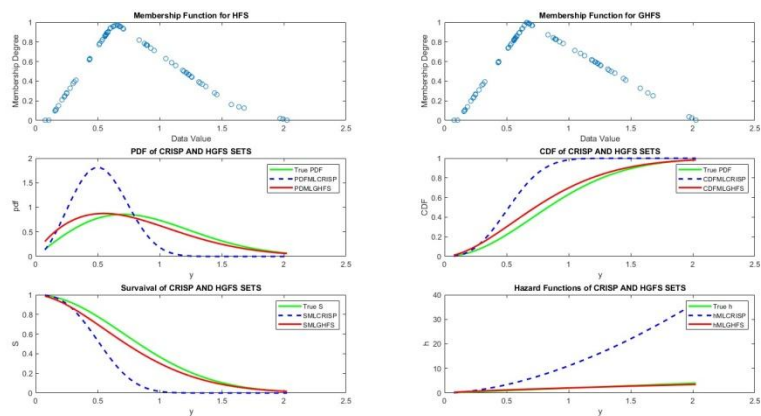 Membership Function for HFS
Membership Degree
1
0.8
0.6
0.4
0.2
0
0
0.5
1
1.5
2
2.5
Data Value
Membership Function for GHFS
Membership Degree
1
0.8
0.6
0.4
0.2
0
0
0.5
1
1.5
2
2.5
Data Value
PDF of CRISP AND HGFS SETS
pdf
2
1.5
1
0.5
0
0
0.5
1
1.5
2
2.5
y
True PDF
PDFMLCRISP
PDMLGHFS
CDF of CRISP AND HGFS SETS
CDF
1
0.8
0.6
0.4
0.2
0
0
0.5
1
1.5
2
2.5
y
True PDF
CDFMLCRISP
CDFMLGHFS
Survaival of CRISP AND HGFS SETS
S
1
0.8
0.6
0.4
0.2
0
0
0.5
1
1.5
2
2.5
y
True S
SMLCRISP
SMLGHFS
Hazard Functions of CRISP AND HGFS SETS
h
40
30
20
10
0
0
0.5
1
1.5
2
2.5
y
True h
hMLCRISP
hMLGHFS